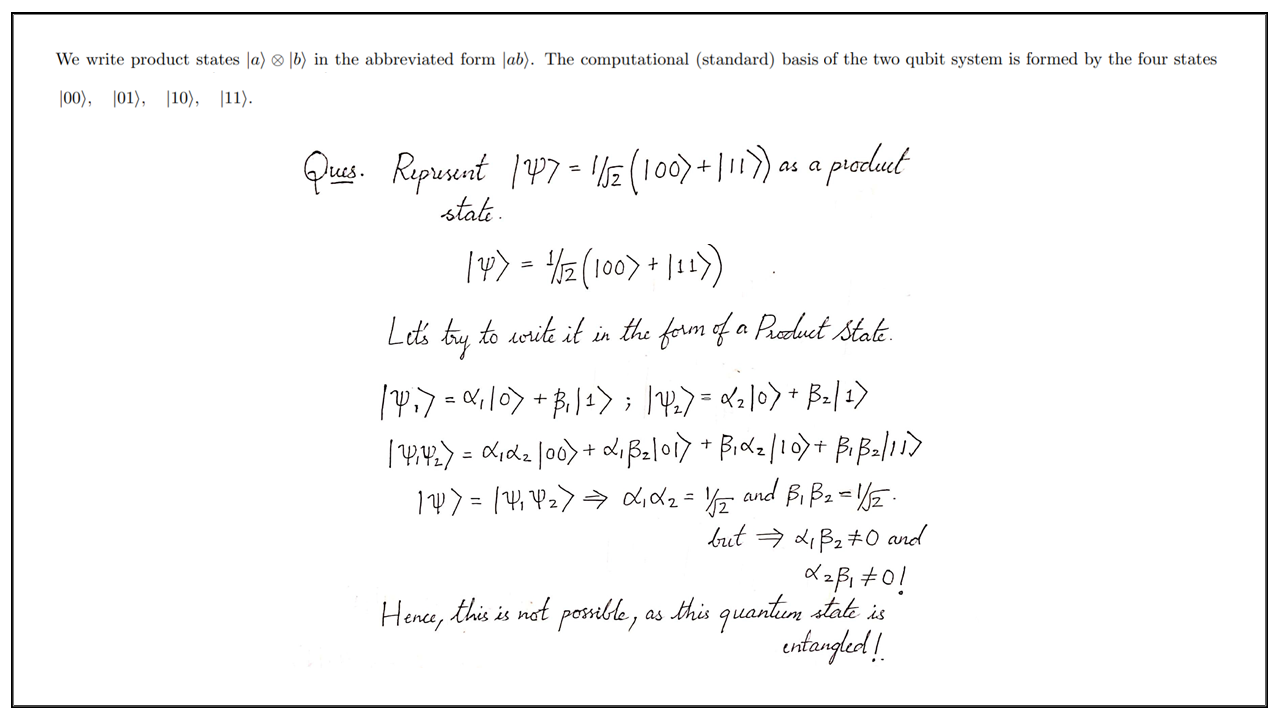 We write product states |a⟩ ⊗ |b⟩ in the abbreviated form |ab⟩. The computational (standard) basis of the two qubit system is formed by the four states
|00⟩, |01⟩, |10⟩, |11⟩.
Ques. Represent |Ψ⟩ = 1/√2 (|00⟩ + |11⟩) as a product
state.
|Ψ⟩ = 1/√2 (|00⟩ + |11⟩)
Let's try to write it in the form of a Product State.
|Ψ₁⟩ = α₁|0⟩ + β₁|1⟩ ; |Ψ₂⟩ = α₂|0⟩ + β₂|1⟩
|Ψ₁Ψ₂⟩ = α₁α₂|00⟩ + α₁β₂|01⟩ + β₁α₂|10⟩ + β₁β₂|11⟩
|Ψ⟩ = |Ψ₁Ψ₂⟩ ⇒ α₁α₂ = 1/√2 and β₁β₂ = 1/√2.
but ⇒ α₁β₂ ≠ 0 and
α₂β₁ ≠ 0!
Hence, this is not possible, as this quantum state is
entangled!!